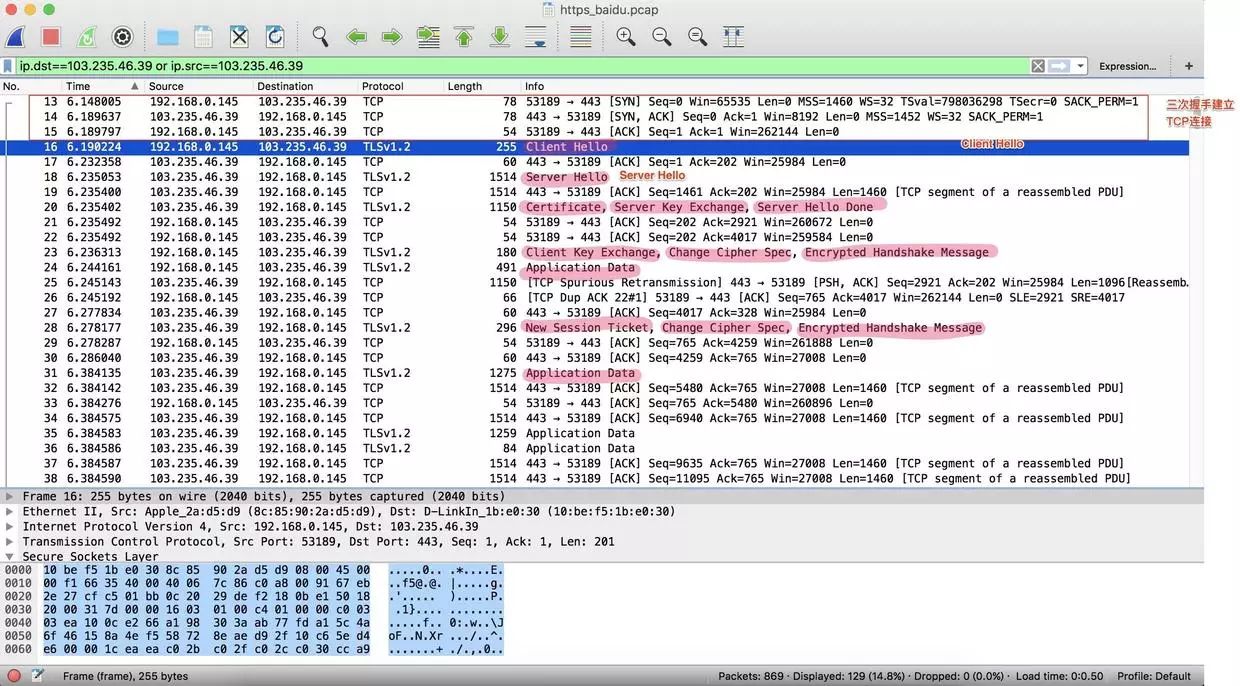 https_baidu.pcap
ip.dst==103.235.46.39 or ip.src==103.235.46.39 Expression... +
No. Time Source Destination Protocol Length Info
13 6.148005 192.168.0.145 103.235.46.39 TCP 78 53189 → 443 [SYN] Seq=0 Win=65535 Len=0 MSS=1460 WS=32 TSval=798036298 TSecr=0 SACK_PERM=1
三次握手建立
14 6.189637 103.235.46.39 192.168.0.145 TCP 78 443 → 53189 [SYN, ACK] Seq=0 Ack=1 Win=8192 Len=0 MSS=1452 WS=32 SACK_PERM=1
TCP连接
15 6.189797 192.168.0.145 103.235.46.39 TCP 54 53189 → 443 [ACK] Seq=1 Ack=1 Win=262144 Len=0
16 6.190224 192.168.0.145 103.235.46.39 TLSv1.2 255 Client Hello
Client Hello
17 6.232358 103.235.46.39 192.168.0.145 TCP 60 443 → 53189 [ACK] Seq=1 Ack=202 Win=25984 Len=0
18 6.235053 103.235.46.39 192.168.0.145 TLSv1.2 1514 Server Hello
Server Hello
19 6.235400 103.235.46.39 192.168.0.145 TCP 1514 443 → 53189 [ACK] Seq=1461 Ack=202 Win=25984 Len=1460 [TCP segment of a reassembled PDU]
20 6.235402 103.235.46.39 192.168.0.145 TLSv1.2 1150 Certificate, Server Key Exchange, Server Hello Done
21 6.235492 192.168.0.145 103.235.46.39 TCP 54 53189 → 443 [ACK] Seq=202 Ack=2921 Win=260672 Len=0
22 6.235492 192.168.0.145 103.235.46.39 TCP 54 53189 → 443 [ACK] Seq=202 Ack=4017 Win=259584 Len=0
23 6.236313 192.168.0.145 103.235.46.39 TLSv1.2 180 Client Key Exchange, Change Cipher Spec, Encrypted Handshake Message
24 6.244161 192.168.0.145 103.235.46.39 TLSv1.2 491 Application Data
25 6.245143 103.235.46.39 192.168.0.145 TCP 1150 [TCP Spurious Retransmission] 443 → 53189 [PSH, ACK] Seq=2921 Ack=202 Win=25984 Len=1096[Reassemb…
26 6.245192 192.168.0.145 103.235.46.39 TCP 66 [TCP Dup ACK 22#1] 53189 → 443 [ACK] Seq=765 Ack=4017 Win=262144 Len=0 SLE=2921 SRE=4017
27 6.277834 103.235.46.39 192.168.0.145 TCP 60 443 → 53189 [ACK] Seq=4017 Ack=328 Win=25984 Len=0
28 6.278177 103.235.46.39 192.168.0.145 TLSv1.2 296 New Session Ticket, Change Cipher Spec, Encrypted Handshake Message
29 6.278287 192.168.0.145 103.235.46.39 TCP 54 53189 → 443 [ACK] Seq=765 Ack=4259 Win=261888 Len=0
30 6.286040 103.235.46.39 192.168.0.145 TCP 60 443 → 53189 [ACK] Seq=4259 Ack=765 Win=27008 Len=0
31 6.384135 103.235.46.39 192.168.0.145 TLSv1.2 1275 Application Data
32 6.384142 103.235.46.39 192.168.0.145 TCP 1514 443 → 53189 [ACK] Seq=5480 Ack=765 Win=27008 Len=1460 [TCP segment of a reassembled PDU]
33 6.384276 192.168.0.145 103.235.46.39 TCP 54 53189 → 443 [ACK] Seq=765 Ack=5480 Win=260896 Len=0
34 6.384575 103.235.46.39 192.168.0.145 TCP 1514 443 → 53189 [ACK] Seq=6940 Ack=765 Win=27008 Len=1460 [TCP segment of a reassembled PDU]
35 6.384583 103.235.46.39 192.168.0.145 TLSv1.2 1259 Application Data
36 6.384586 103.235.46.39 192.168.0.145 TLSv1.2 84 Application Data
37 6.384587 103.235.46.39 192.168.0.145 TCP 1514 443 → 53189 [ACK] Seq=9635 Ack=765 Win=27008 Len=1460 [TCP segment of a reassembled PDU]
38 6.384590 103.235.46.39 192.168.0.145 TCP 1514 443 → 53189 [ACK] Seq=11095 Ack=765 Win=27008 Len=1460 [TCP segment of a reassembled PDU]
Frame 16: 255 bytes on wire (2040 bits), 255 bytes captured (2040 bits)
Ethernet II, Src: Apple_2a:d5:d9 (8c:85:90:2a:d5:d9), Dst: D-LinkIn_1b:e0:30 (10:be:f5:1b:e0:30)
Internet Protocol Version 4, Src: 192.168.0.145, Dst: 103.235.46.39
Transmission Control Protocol, Src Port: 53189, Dst Port: 443, Seq: 1, Ack: 1, Len: 201
Secure Sockets Layer
0000 10 be f5 1b e0 30 8c 85 90 2a d5 d9 08 00 45 00 .....0.. .*....E.
0010 00 f1 66 35 40 00 40 06 7c 86 c0 a8 00 91 67 eb ..f5@.@. |.....g.
0020 2e 27 cf c5 01 bb 0c 20 29 de f2 18 0b e1 50 18 .'..... ).....P.
0030 20 00 31 7d 00 00 16 03 01 00 c4 01 00 00 c0 03 .1}.... ........
0040 03 ea 10 0c e2 66 a1 98 30 3a ab 77 fd a1 5c 4a .....f.. 0:.w..\J
0050 6f 46 15 8a 4e f5 58 72 8e ae d9 2f 10 c6 5e d4 oF..N.Xr .../..^.
0060 e6 00 00 1c ea ea c0 2b c0 2f c0 2c c0 30 cc a9 .......+ ./.,.0..
Frame (frame), 255 bytes Packets: 869 · Displayed: 129 (14.8%) · Dropped: 0 (0.0%) · Load time: 0:0.50 Profile: Default